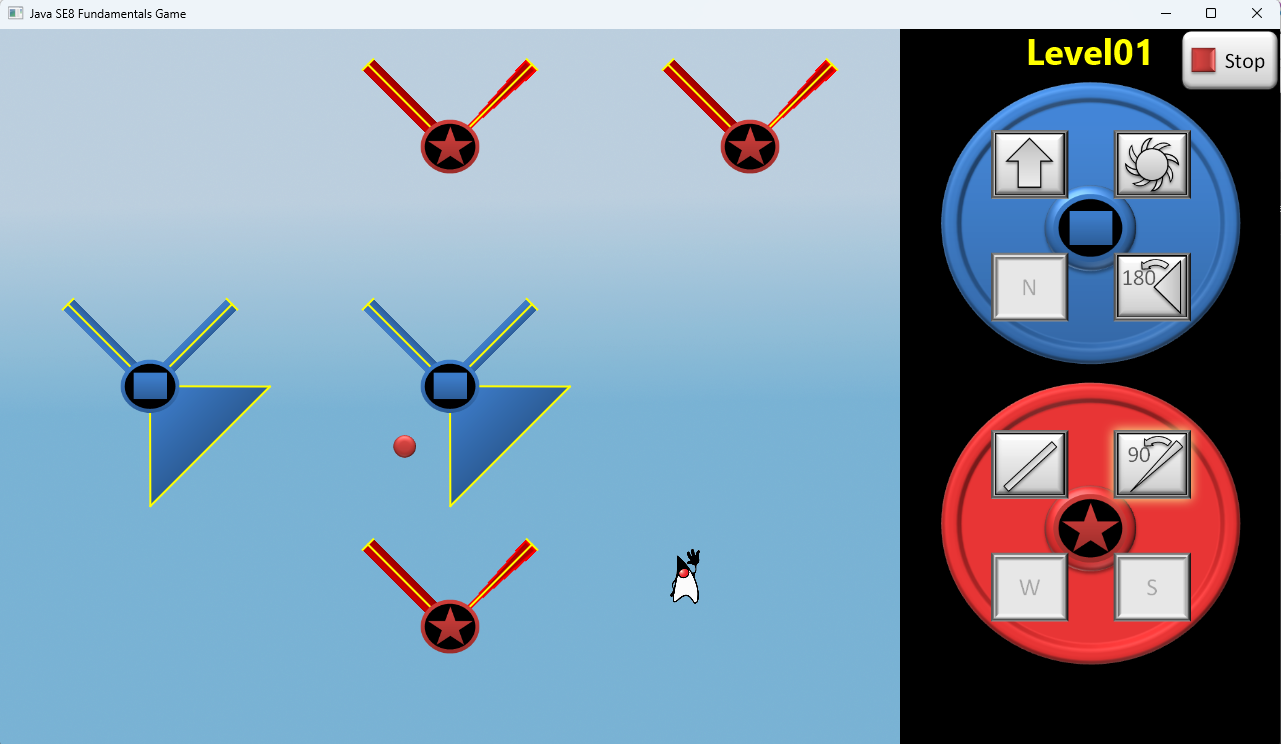 Java SE8 Fundamentals Game
Level01
Stop
N
180
90
W
S